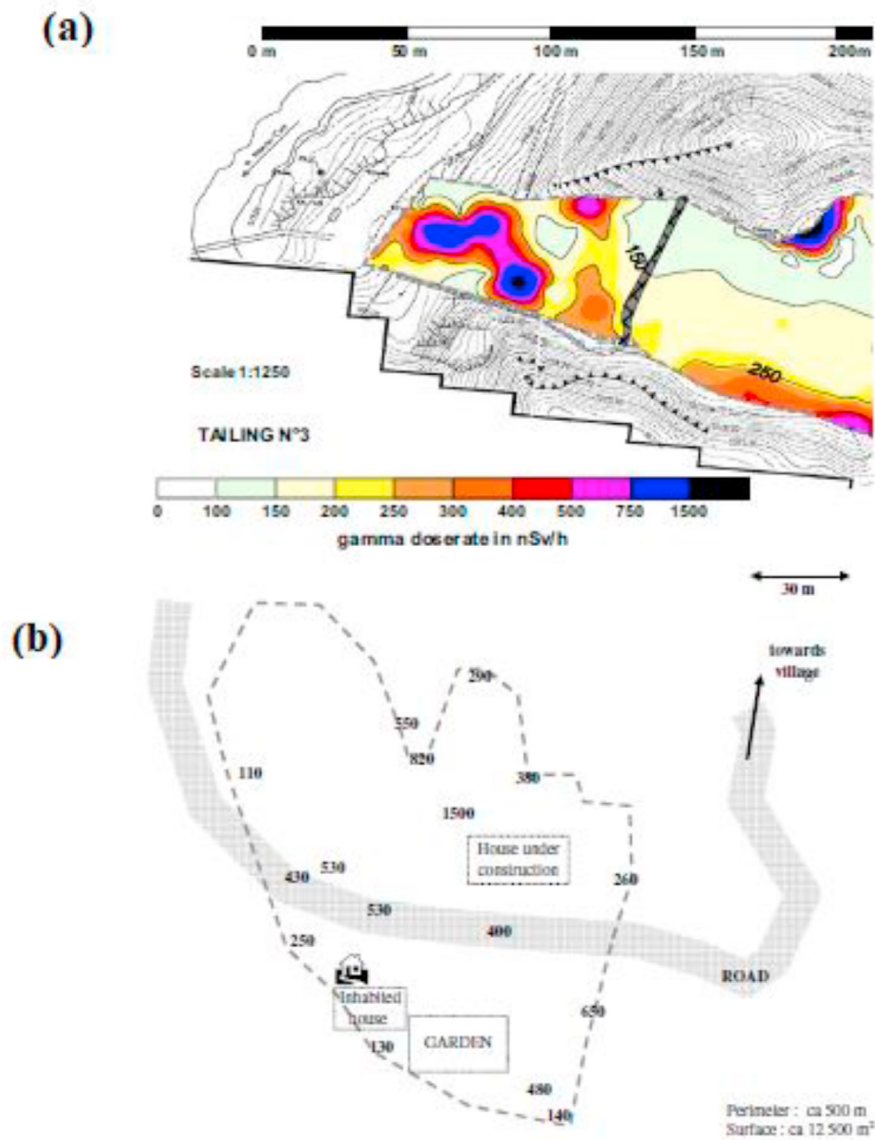 (a)
0 m 50 m 100 m 150 m 200m
150
250
Scale 1:1250
TAILING N°3
0 100 150 200 250 300 400 500 750 1500
gamma doserate in nSv/h
30 m
(b)
towards
village
290
550
820
110
380
1500
House under
construction
530
430
260
530
400
250
ROAD
Inhabited
house
650
130
GARDEN
480
140
Perimeter : ca 500 m
Surface : ca 12 500 m²